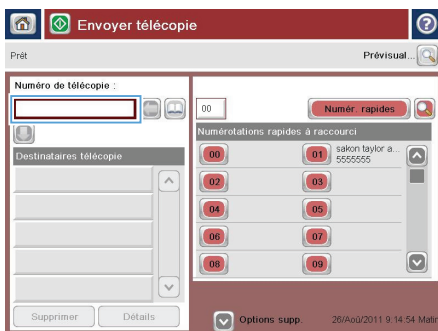 Envoyer télécopie
Prêt
Prévisual...
Numéro de télécopie :
00
Numér. rapides
Numérotations rapides à raccourci
Destinataires télécopie
00
01 sakon taylor a...
5555555
02 03
04 05
06 07
08 09
Supprimer Détails
Options supp.
26/Aoû/2011 9:14:54 Matin